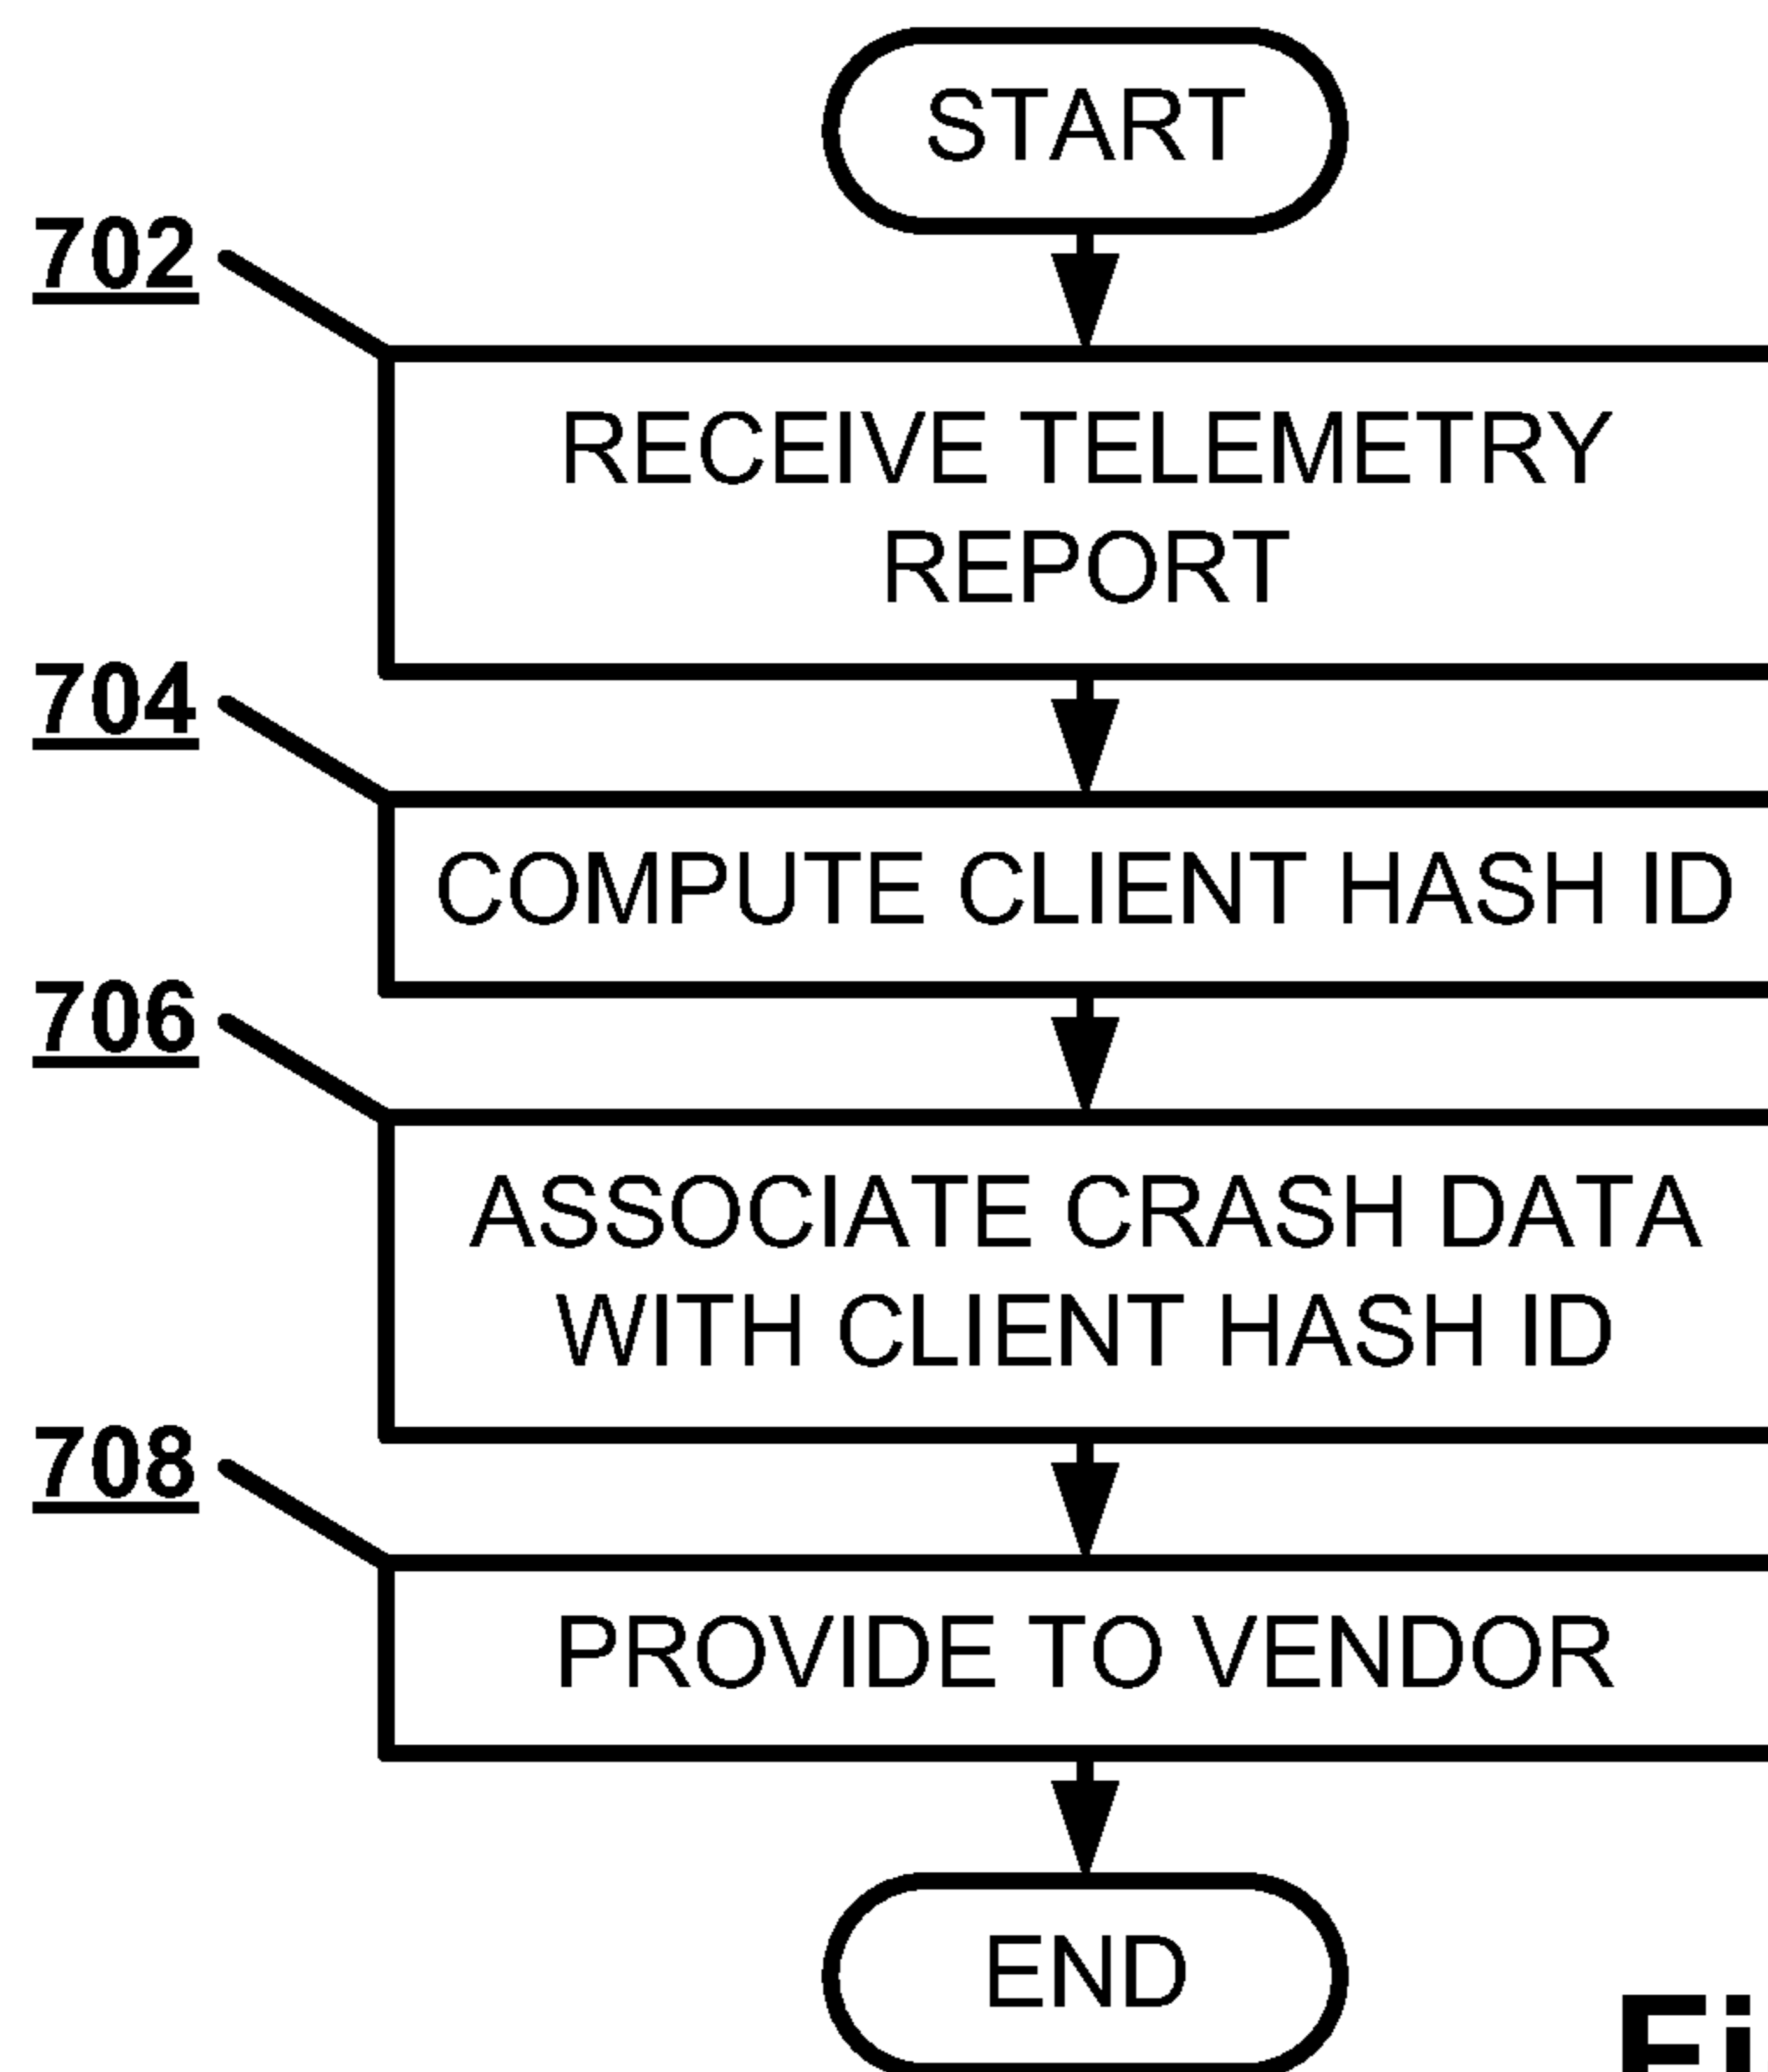 START
702
RECEIVE TELEMETRY
REPORT
704
COMPUTE CLIENT HASH ID
706
ASSOCIATE CRASH DATA
WITH CLIENT HASH ID
708
PROVIDE TO VENDOR
END